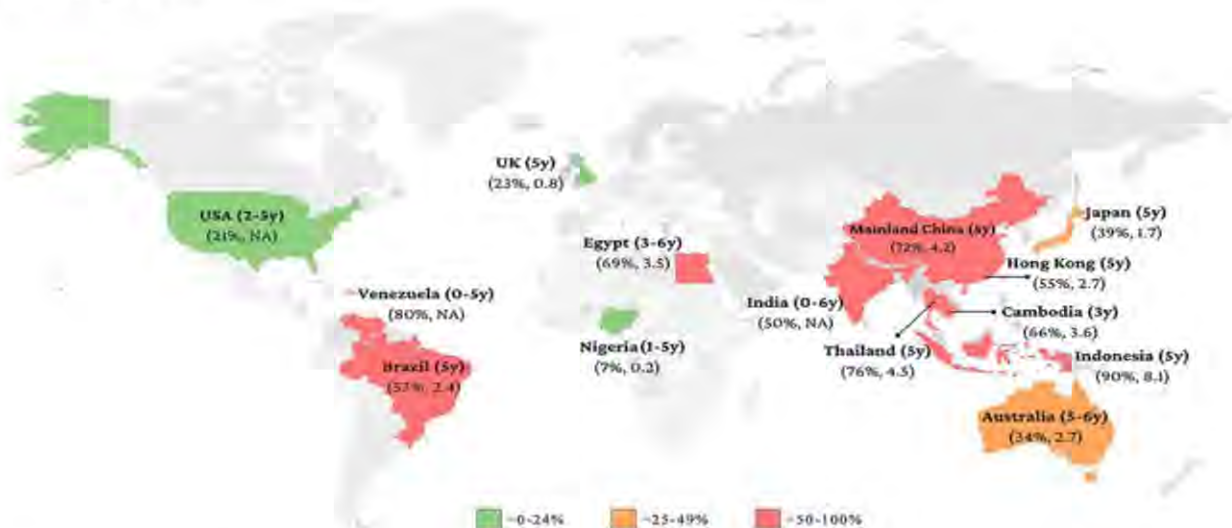 UK (5y)
(23%, 0.8)
USA (2-5y)
(21%, NA)
Japan (5y)
(39%, 1.7)
Mainland China (5y)
(72%, 4.2)
Egypt (3-6y)
(69%, 3.5)
Hong Kong (5y)
(55%, 2.7)
Venezuela (0-5y)
(80%, NA)
India (0-6y)
(50%, NA)
Cambodia (3y)
(66%, 3.6)
Nigeria (1-5y)
(7%, 0.2)
Thailand (5y)
(76%, 4.5)
Indonesia (5y)
(90%, 8.1)
Brazil (5y)
2.4)
Australia (5-6y)
(34%, 2.7)
~0-24%
~25-49%
~50-100%